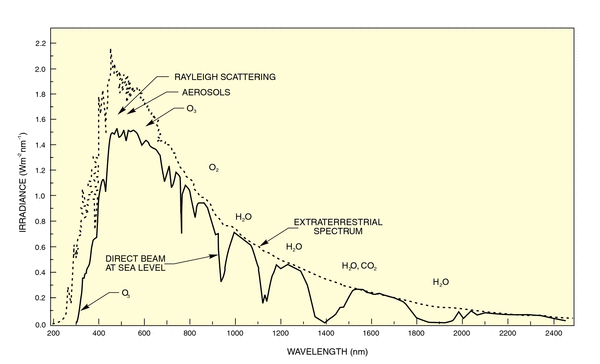 2.2
2.0
1.8
1.6
1.4
1.2
1.0
0.8
0.6
0.4
0.2
0.0
IRRADIANCE (Wm⁻²nm⁻¹)
RAYLEIGH SCATTERING
AEROSOLS
O₃
O₂
H₂O
EXTRATERRESTRIAL
SPECTRUM
H₂O
DIRECT BEAM
AT SEA LEVEL
H₂O, CO₂
H₂O
O₃
200 400 600 800 1000 1200 1400 1600 1800 2000 2200 2400
WAVELENGTH (nm)